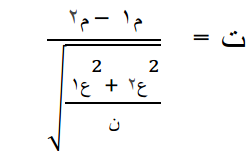 ت = م١ − م٢
ع١² + ع٢²
ن